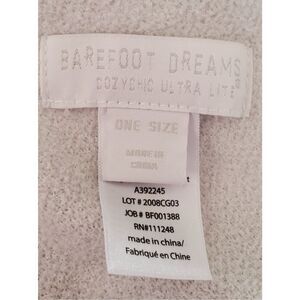 BAREFOOT DREAMS®
COZYCHIC ULTRA LITE®
ONE SIZE
MADE IN
CHINA
A392245
LOT # 2008CG03
JOB # BF001388
RN#111248
made in china/
Fabriqué en Chine